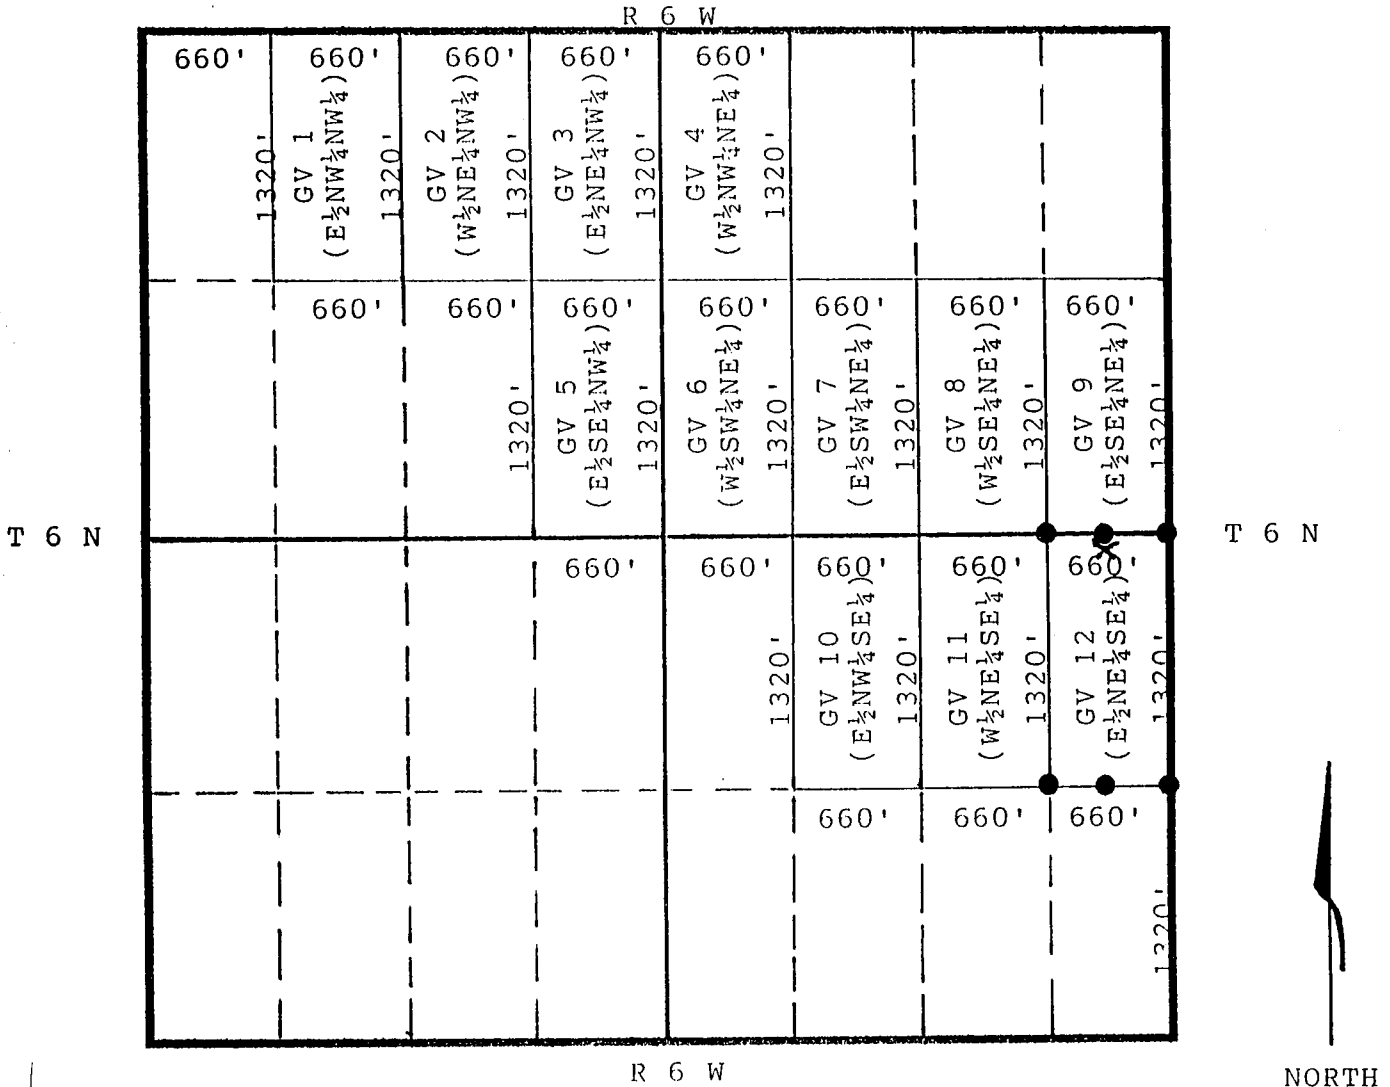 R 6 W
660' 660' 660' 660' 660'
1320'
GV 1
(E½NW¼NW¼)
1320'
GV 2
(W½NE¼NW¼)
1320'
GV 3
(E½NE¼NW¼)
1320'
GV 4
(W½NW¼NE¼)
1320'
660' 660' 660' 660' 660' 660' 660'
1320'
GV 5
(E½SE¼NW¼)
1320'
GV 6
(W½SW¼NE¼)
1320'
GV 7
(E½SW¼NE¼)
1320'
GV 8
(W½SE¼NE¼)
1320'
GV 9
(E½SE¼NE¼)
1320'
T 6 N
T 6 N
X
660' 660' 660' 660' 660'
1320'
GV 10
(E½NW¼SE¼)
1320'
GV 11
(W½NE¼SE¼)
1320'
GV 12
(E½NE¼SE¼)
1320'
660' 660' 660'
1320'
R 6 W
NORTH